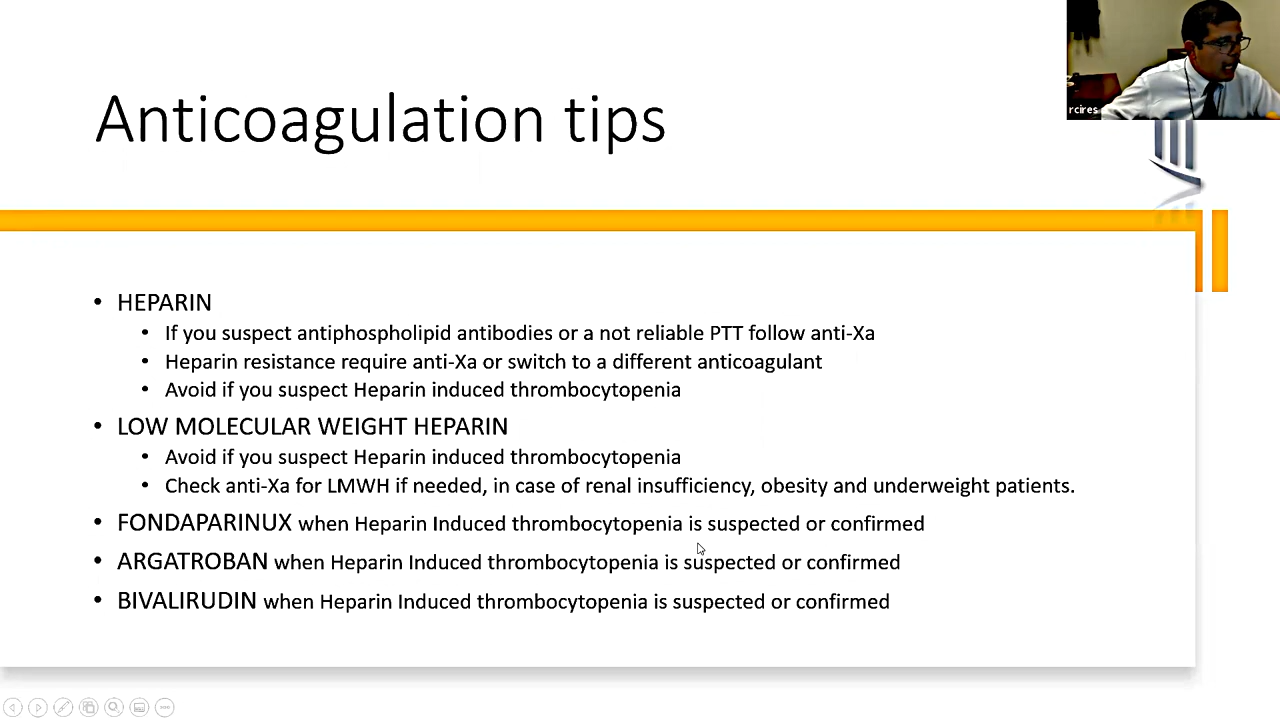 rcires
Anticoagulation tips
• HEPARIN
• If you suspect antiphospholipid antibodies or a not reliable PTT follow anti-Xa
• Heparin resistance require anti-Xa or switch to a different anticoagulant
• Avoid if you suspect Heparin induced thrombocytopenia
• LOW MOLECULAR WEIGHT HEPARIN
• Avoid if you suspect Heparin induced thrombocytopenia
• Check anti-Xa for LMWH if needed, in case of renal insufficiency, obesity and underweight patients.
• FONDAPARINUX when Heparin Induced thrombocytopenia is suspected or confirmed
• ARGATROBAN when Heparin Induced thrombocytopenia is suspected or confirmed
• BIVALIRUDIN when Heparin Induced thrombocytopenia is suspected or confirmed